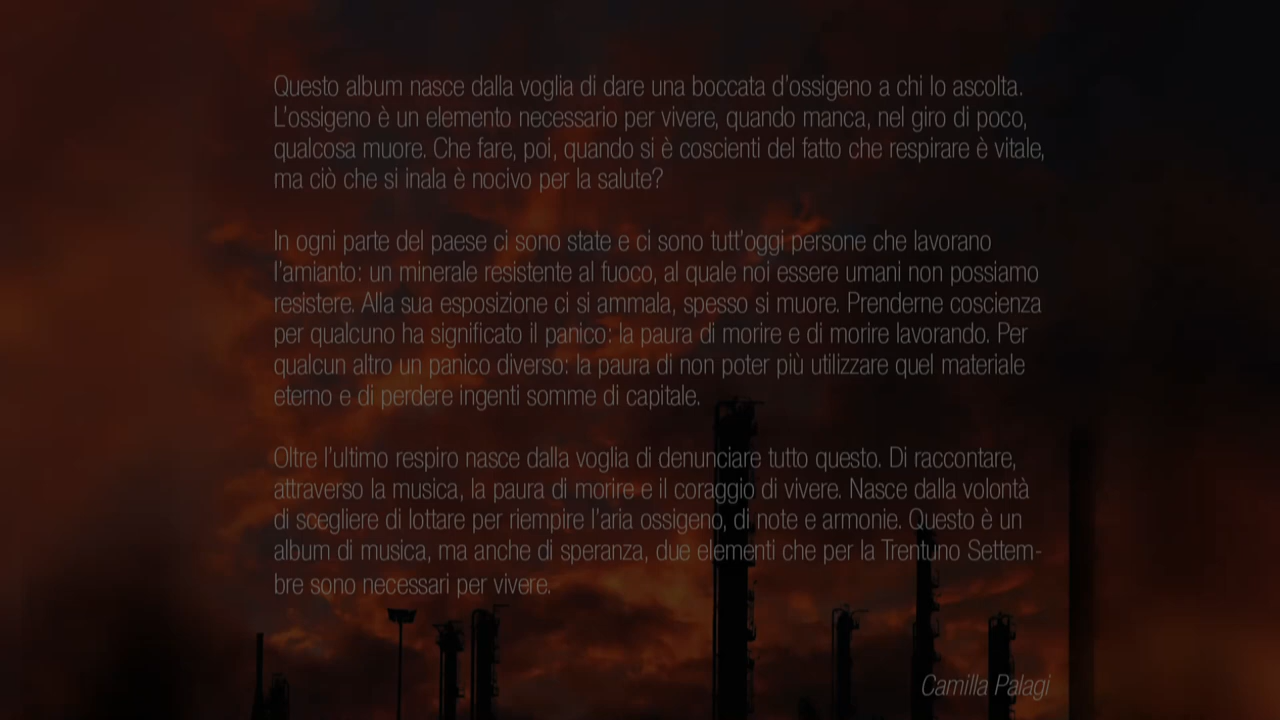 Questo album nasce dalla voglia di dare una boccata d'ossigeno a chi lo ascolta.
L'ossigeno è un elemento necessario per vivere, quando manca, nel giro di poco,
qualcosa muore. Che fare, poi, quando si è coscienti del fatto che respirare è vitale,
ma ciò che si inala è nocivo per la salute?
In ogni parte del paese ci sono state e ci sono tutt'oggi persone che lavorano
l'amianto: un minerale resistente al fuoco, al quale noi essere umani non possiamo
resistere. Alla sua esposizione ci si ammala, spesso si muore. Prenderne coscienza
per qualcuno ha significato il panico: la paura di morire e di morire lavorando. Per
qualcun altro un panico diverso: la paura di non poter più utilizzare quel materiale
eterno e di perdere ingenti somme di capitale.
Oltre l'ultimo respiro nasce dalla voglia di denunciare tutto questo. Di raccontare,
attraverso la musica, la paura di morire e il coraggio di vivere. Nasce dalla volontà
di scegliere di lottare per riempire l'aria ossigeno, di note e armonie. Questo è un
album di musica, ma anche di speranza, due elementi che per la Trentuno Settem-
bre sono necessari per vivere.
Camilla Palagi